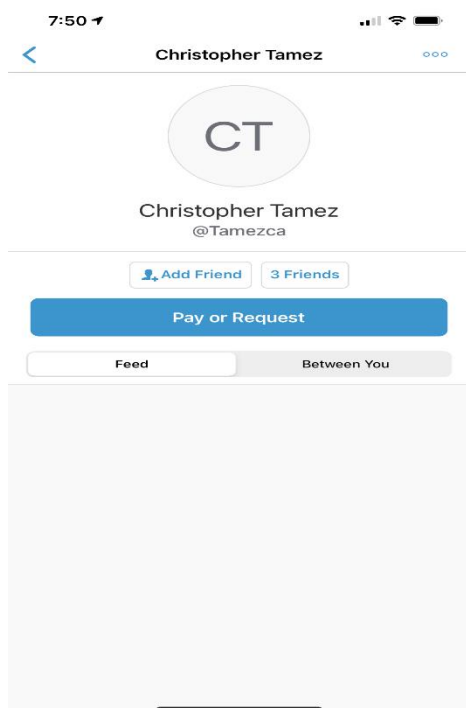 7:50
Christopher Tamez
CT
Christopher Tamez
@Tamezca
Add Friend 3 Friends
Pay or Request
Feed Between You